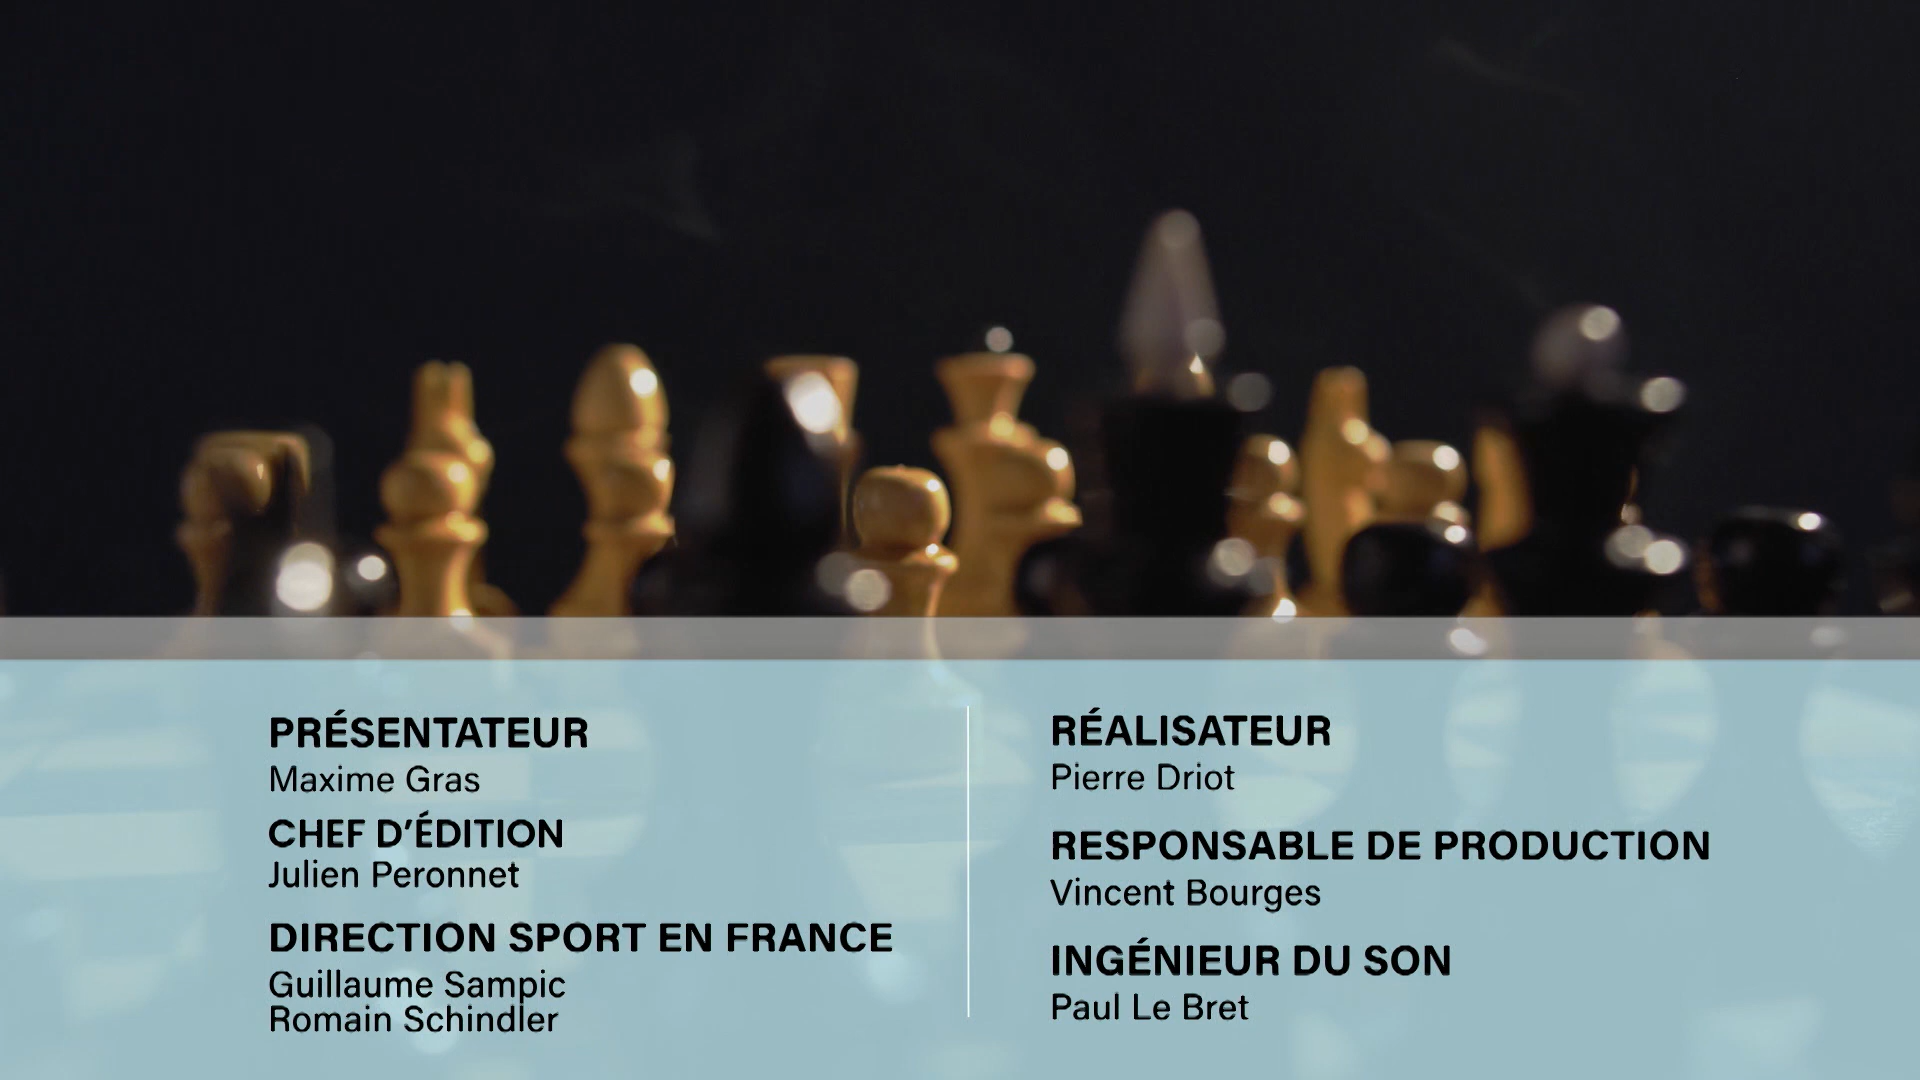 PRÉSENTATEUR
Maxime Gras
CHEF D’ÉDITION
Julien Peronnet
DIRECTION SPORT EN FRANCE
Guillaume Sampic
Romain Schindler
RÉALISATEUR
Pierre Driot
RESPONSABLE DE PRODUCTION
Vincent Bourges
INGÉNIEUR DU SON
Paul Le Bret